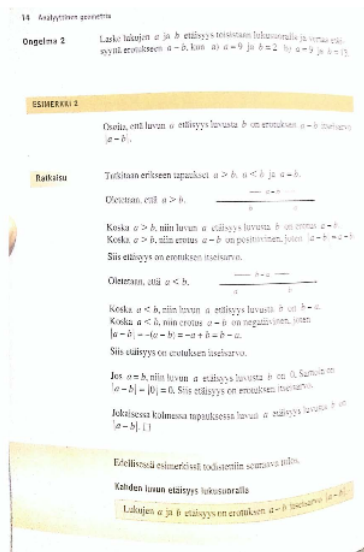 14 Analyyttinen geometria
Ongelma 2
Laske lukujen a ja b etäisyys toisistaan lukusuoralla ja vertaa etäi-
syyttä erotukseen a – b, kun a) a = 9 ja b = 2 b) a = 9 ja b = 12.
ESIMERKKI 2
Osoita, että luvun a etäisyys luvusta b on erotuksen a – b itseisarvo
|a – b|.
Ratkaisu
Tutkitaan erikseen tapaukset a > b, a < b ja a = b.
Oletetaan, että a > b.
a – b
b a
Koska a > b, niin luvun a etäisyys luvusta b on erotus a – b.
Koska a > b, niin erotus a – b on positiivinen, joten |a – b| = a – b
Siis etäisyys on erotuksen itseisarvo.
Oletetaan, että a < b.
b – a
a b
Koska a < b, niin luvun a etäisyys luvusta b on b – a.
Koska a < b, niin erotus a – b on negatiivinen, joten
|a – b| = –(a – b) = –a + b = b – a.
Siis etäisyys on erotuksen itseisarvo.
Jos a = b, niin luvun a etäisyys luvusta b on 0. Samoin on
|a – b| = |0| = 0. Siis etäisyys on erotuksen itseisarvo.
Jokaisessa kolmessa tapauksessa luvun a etäisyys luvusta b on
|a – b|. □
Edellisessä esimerkissä todistettiin seuraava tulos.
Kahden luvun etäisyys lukusuoralla
Lukujen a ja b etäisyys on erotuksen a – b itseisarvo |a – b|.